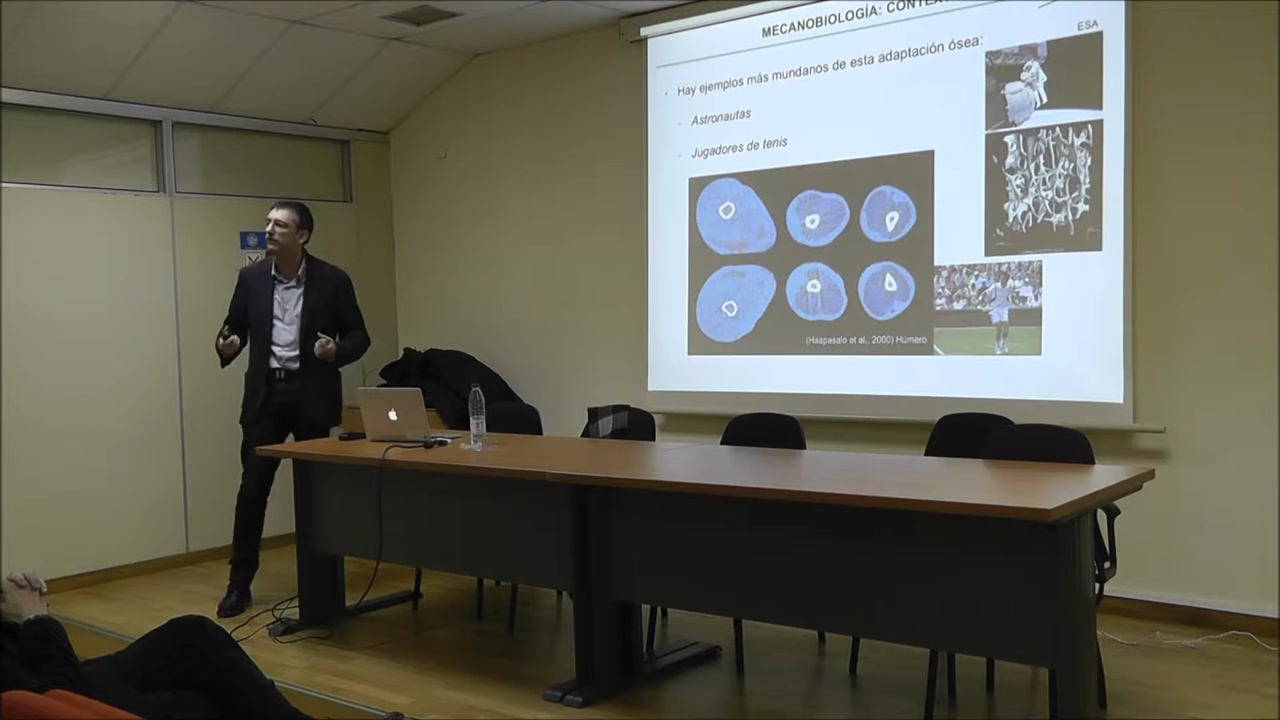 MECANOBIOLOGÍA:
ESA
· Hay ejemplos más mundanos de esta adaptación ósea:
- Astronautas
- Jugadores de tenis
(Haapasalo et al., 2000) Húmero